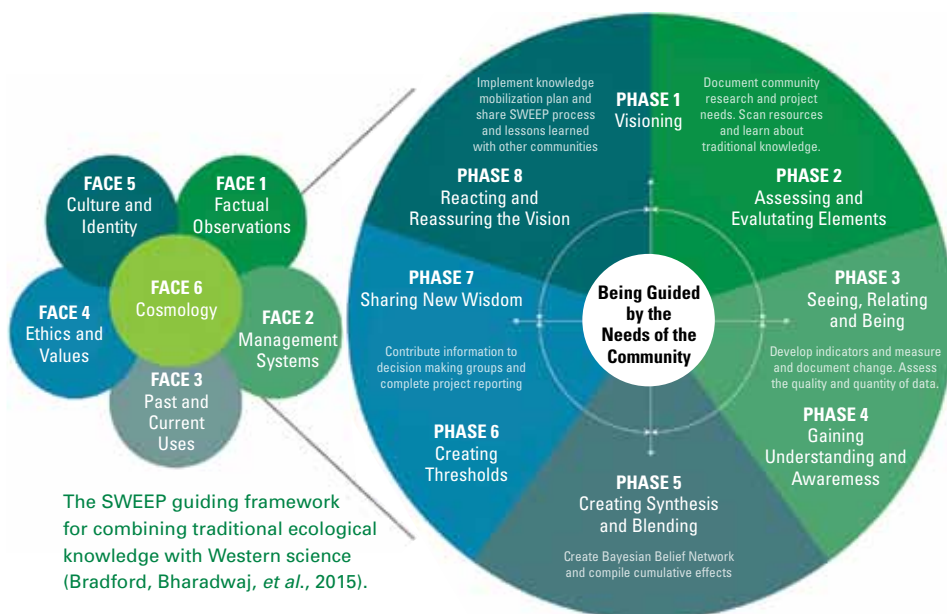 FACE 5
Culture and
Identity
FACE 1
Factual
Observations
FACE 6
Cosmology
FACE 4
Ethics and
Values
FACE 2
Management
Systems
FACE 3
Past and
Current
Uses
The SWEEP guiding framework
for combining traditional ecological
knowledge with Western science
(Bradford, Bharadwaj, et al., 2015).
Implement knowledge
mobilization plan and
share SWEEP process
and lessons learned
with other communities
PHASE 1
Visioning
Document community
research and project
needs. Scan resources
and learn about
traditional knowledge.
PHASE 8
Reacting and
Reassuring the Vision
PHASE 2
Assessing and
Evalutating Elements
PHASE 7
Sharing New Wisdom
Being Guided
by the
Needs of the
Community
PHASE 3
Seeing, Relating
and Being
Contribute information to
decision making groups and
complete project reporting
Develop indicators and measure
and document change. Assess
the quality and quantity of data.
PHASE 6
Creating
Thresholds
PHASE 4
Gaining
Understanding and
Awareness
PHASE 5
Creating Synthesis
and Blending
Create Bayesian Belief Network
and compile cumulative effects